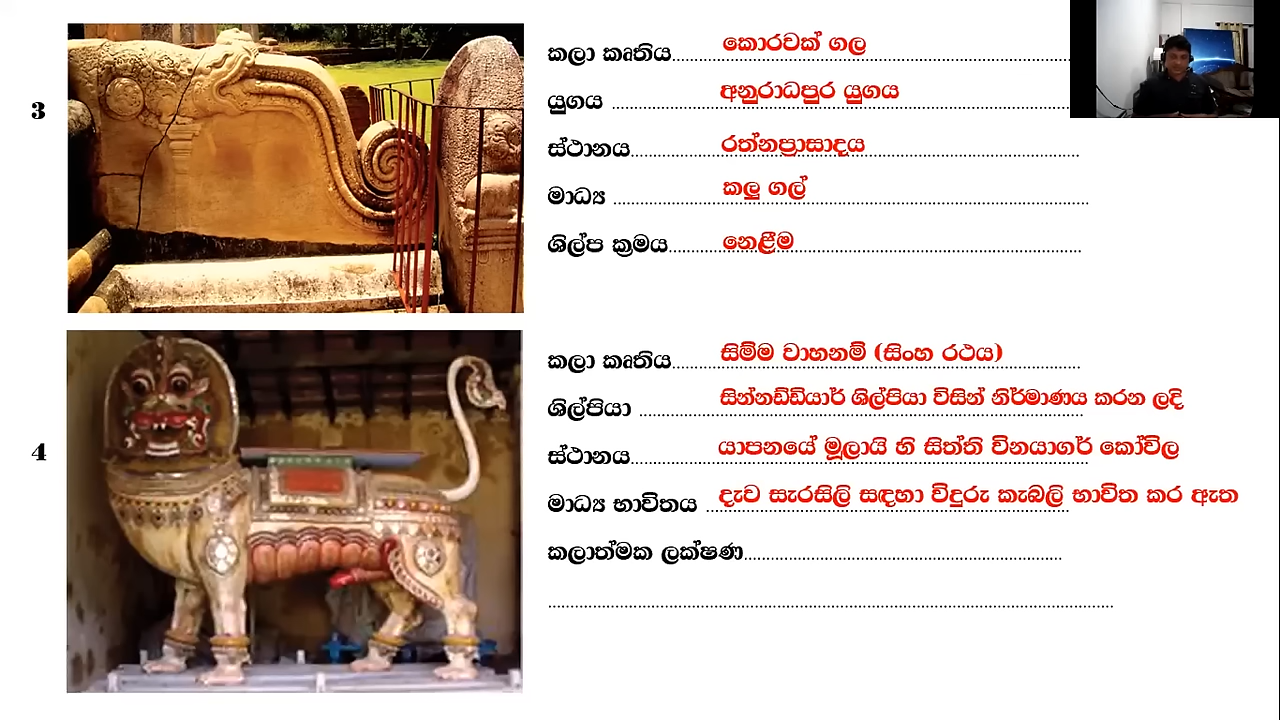 3
කලා කෘතිය.................... කොරවක් ගල
යුගය .................... අනුරාධපුර යුගය
ස්ථානය.................... රත්නප්‍රාසාදය
මාධ්‍ය .................... කලු ගල්
ශිල්ප ක්‍රමය.................... නෙළීම
4
කලා කෘතිය.................... සිම්ම වාහනම් (සිංහ රථය)
ශිල්පියා .................... සින්නඩ්ඩියාර් ශිල්පියා විසින් නිර්මාණය කරන ලදි
ස්ථානය.................... යාපනයේ මූලායි හි සිත්ති විනයාගර් කෝවිල
මාධ්‍ය භාවිතය .................... දැව සැරසිලි සඳහා විදුරු කැබලි භාවිත කර ඇත
කලාත්මක ලක්ෂණ....................
....................